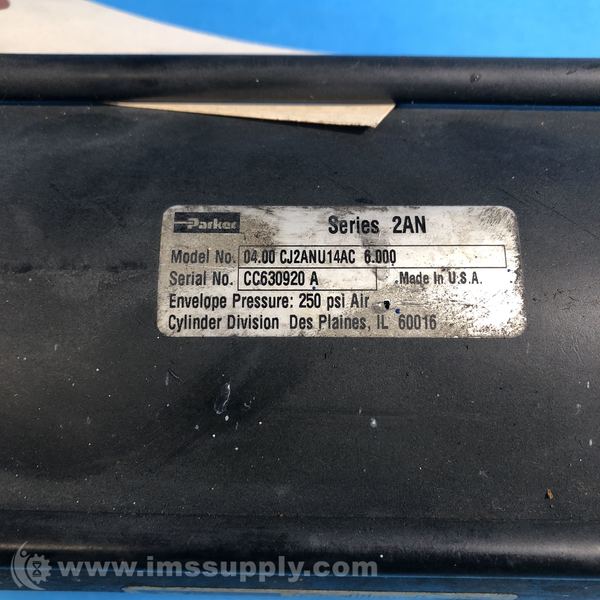 Parker Series 2AN
Model No. 04.00 CJ2ANU14AC 6.000
Serial No. CC630920 A Made In U.S.A.
Envelope Pressure: 250 psi Air
Cylinder Division Des Plaines, IL 60016
www.imssupply.com